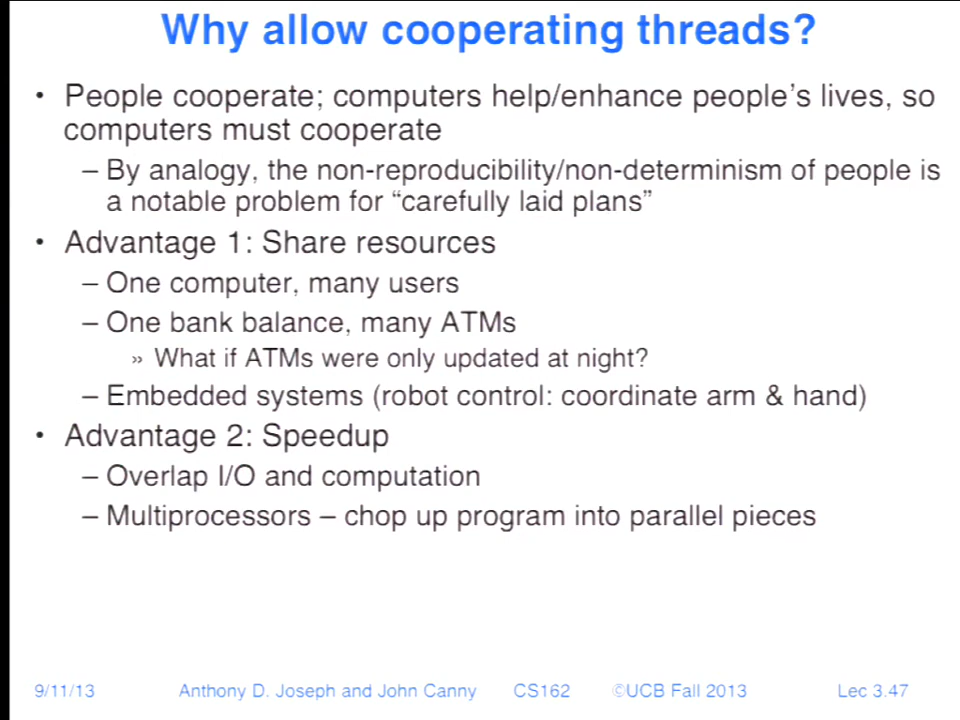 Why allow cooperating threads?
• People cooperate; computers help/enhance people's lives, so
computers must cooperate
– By analogy, the non-reproducibility/non-determinism of people is
a notable problem for “carefully laid plans”
• Advantage 1: Share resources
– One computer, many users
– One bank balance, many ATMs
» What if ATMs were only updated at night?
– Embedded systems (robot control: coordinate arm & hand)
• Advantage 2: Speedup
– Overlap I/O and computation
– Multiprocessors – chop up program into parallel pieces
9/11/13 Anthony D. Joseph and John Canny CS162 ©UCB Fall 2013 Lec 3.47